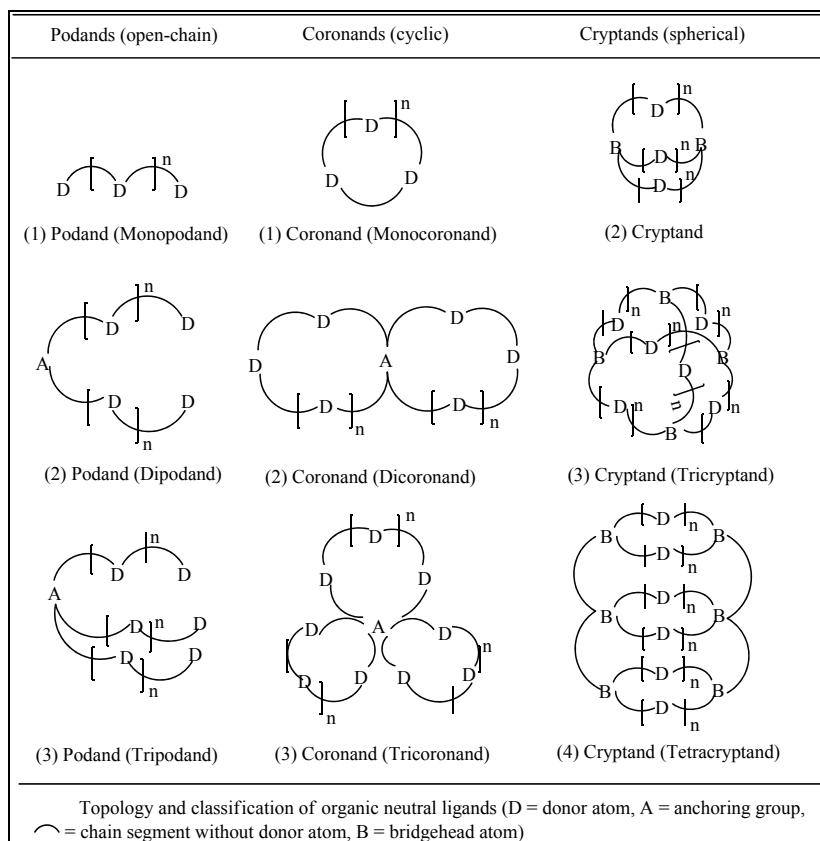 Podands (open-chain) Coronands (cyclic) Cryptands (spherical)
n n n
D D D D D D D
B n B
D
D n
(1) Podand (Monopodand) (1) Coronand (Monocoronand) (2) Cryptand
n
D D
A
D D
n
D D
D A D
D n D n
B
D n D n
n
B D B
D
D n n D n
B
(2) Podand (Dipodand) (2) Coronand (Dicoronand) (3) Cryptand (Tricryptand)
n
D D
A
D n D
D D
n
n
D
D D
A
D D n
D D D D
n
D
B n B
D
n
D
B n B
D
n
D
B n B
D
n
(3) Podand (Tripodand) (3) Coronand (Tricoronand) (4) Cryptand (Tetracryptand)
Topology and classification of organic neutral ligands (D = donor atom, A = anchoring group,
= chain segment without donor atom, B = bridgehead atom)